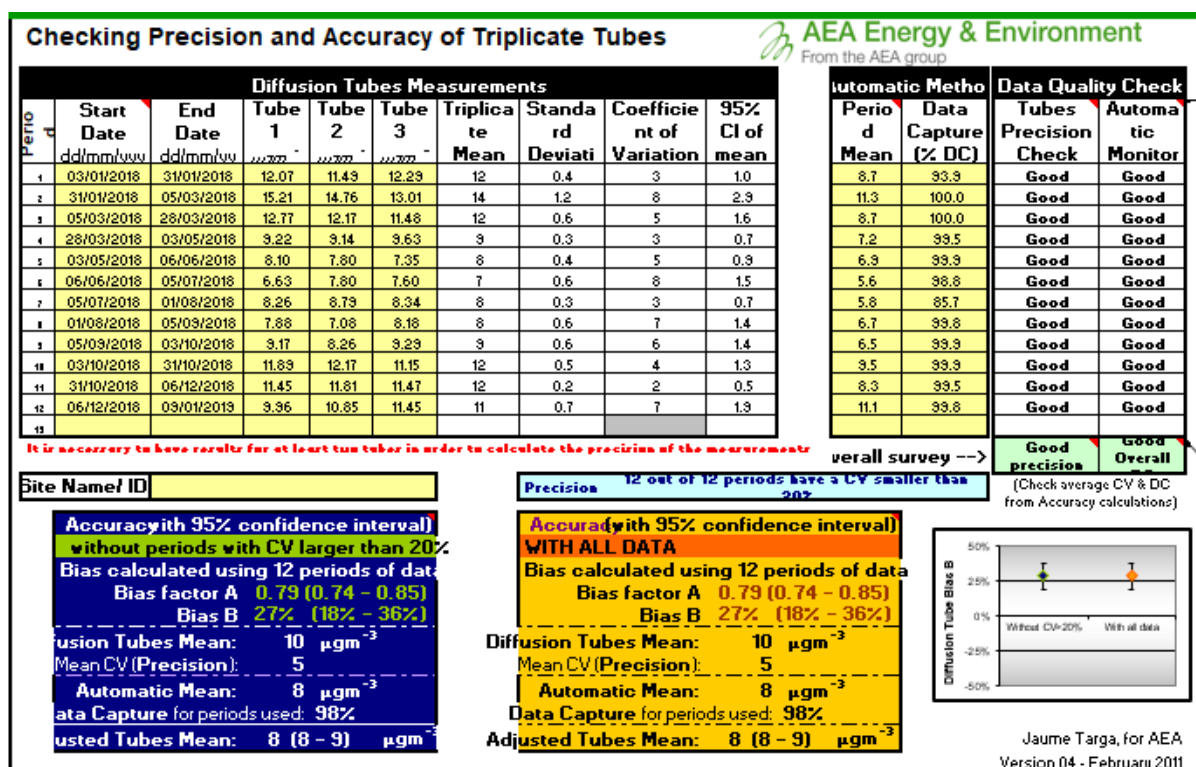 Checking Precision and Accuracy of Triplicate Tubes
AEA Energy & Environment
From the AEA group
Diffusion Tubes Measurements
utomatic Metho
Data Quality Check
Perio d Start Date dd/mm/yyy End Date dd/mm/yy Tube 1 Tube 2 Tube 3 Triplica te Mean Standa rd Deviati Coefficie nt of Variation 95% CI of mean Perio d Mean Data Capture (% DC) Tubes Precision Check Automa tic Monitor
1 03/01/2018 31/01/2018 12.07 11.49 12.29 12 0.4 3 1.0 8.7 93.9 Good Good
2 31/01/2018 05/03/2018 15.21 14.76 13.01 14 1.2 8 2.9 11.3 100.0 Good Good
3 05/03/2018 28/03/2018 12.77 12.17 11.48 12 0.6 5 1.6 8.7 100.0 Good Good
4 28/03/2018 03/05/2018 9.22 9.14 9.63 9 0.3 3 0.7 7.2 99.5 Good Good
5 03/05/2018 06/06/2018 8.10 7.80 7.35 8 0.4 5 0.9 6.9 99.9 Good Good
6 06/06/2018 05/07/2018 6.63 7.80 7.60 7 0.6 8 1.5 5.6 98.8 Good Good
7 05/07/2018 01/08/2018 8.26 8.79 8.34 8 0.3 3 0.7 5.8 85.7 Good Good
8 01/08/2018 05/09/2018 7.88 7.08 8.18 8 0.6 7 1.4 6.7 99.8 Good Good
9 05/09/2018 03/10/2018 9.17 8.26 9.29 9 0.6 6 1.4 6.5 99.9 Good Good
10 03/10/2018 31/10/2018 11.89 12.17 11.15 12 0.5 4 1.3 9.5 99.9 Good Good
11 31/10/2018 06/12/2018 11.45 11.81 11.47 12 0.2 2 0.5 8.3 99.5 Good Good
12 06/12/2018 09/01/2019 9.96 10.85 11.45 11 0.7 7 1.9 11.1 99.8 Good Good
13
It is necessary to have results for at least two tubes in order to calculate the precision of the measurements
verall survey -->
Good precision
Good Overall
Site Name/ ID
Precision 12 out of 12 periods have a CV smaller than 20%
(Check average CV & DC
from Accuracy calculations)
Accuracy with 95% confidence interval)
without periods with CV larger than 20%
Bias calculated using 12 periods of data
Bias factor A 0.79 (0.74 - 0.85)
Bias B 27% (18% - 36%)
fusion Tubes Mean: 10 µgm-3
Mean CV (Precision): 5
Automatic Mean: 8 µgm-3
ata Capture for periods used: 98%
usted Tubes Mean: 8 (8 - 9) µgm-3
Accurac (with 95% confidence interval)
WITH ALL DATA
Bias calculated using 12 periods of data
Bias factor A 0.79 (0.74 - 0.85)
Bias B 27% (18% - 36%)
Diffusion Tubes Mean: 10 µgm-3
Mean CV (Precision): 5
Automatic Mean: 8 µgm-3
Data Capture for periods used: 98%
Adjusted Tubes Mean: 8 (8 - 9) µgm-3
Diffusion Tube Bias B
50%
25%
0%
-25%
-50%
Without CV>20%
With all data
Jaume Targa, for AEA
Version 04 - February 2011